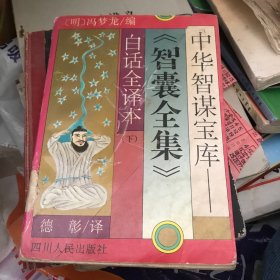 〔明〕冯梦龙/编
中华智谋宝库——
《智囊全集》
白话全译本
(下)
德 彰/译
四川人民出版社